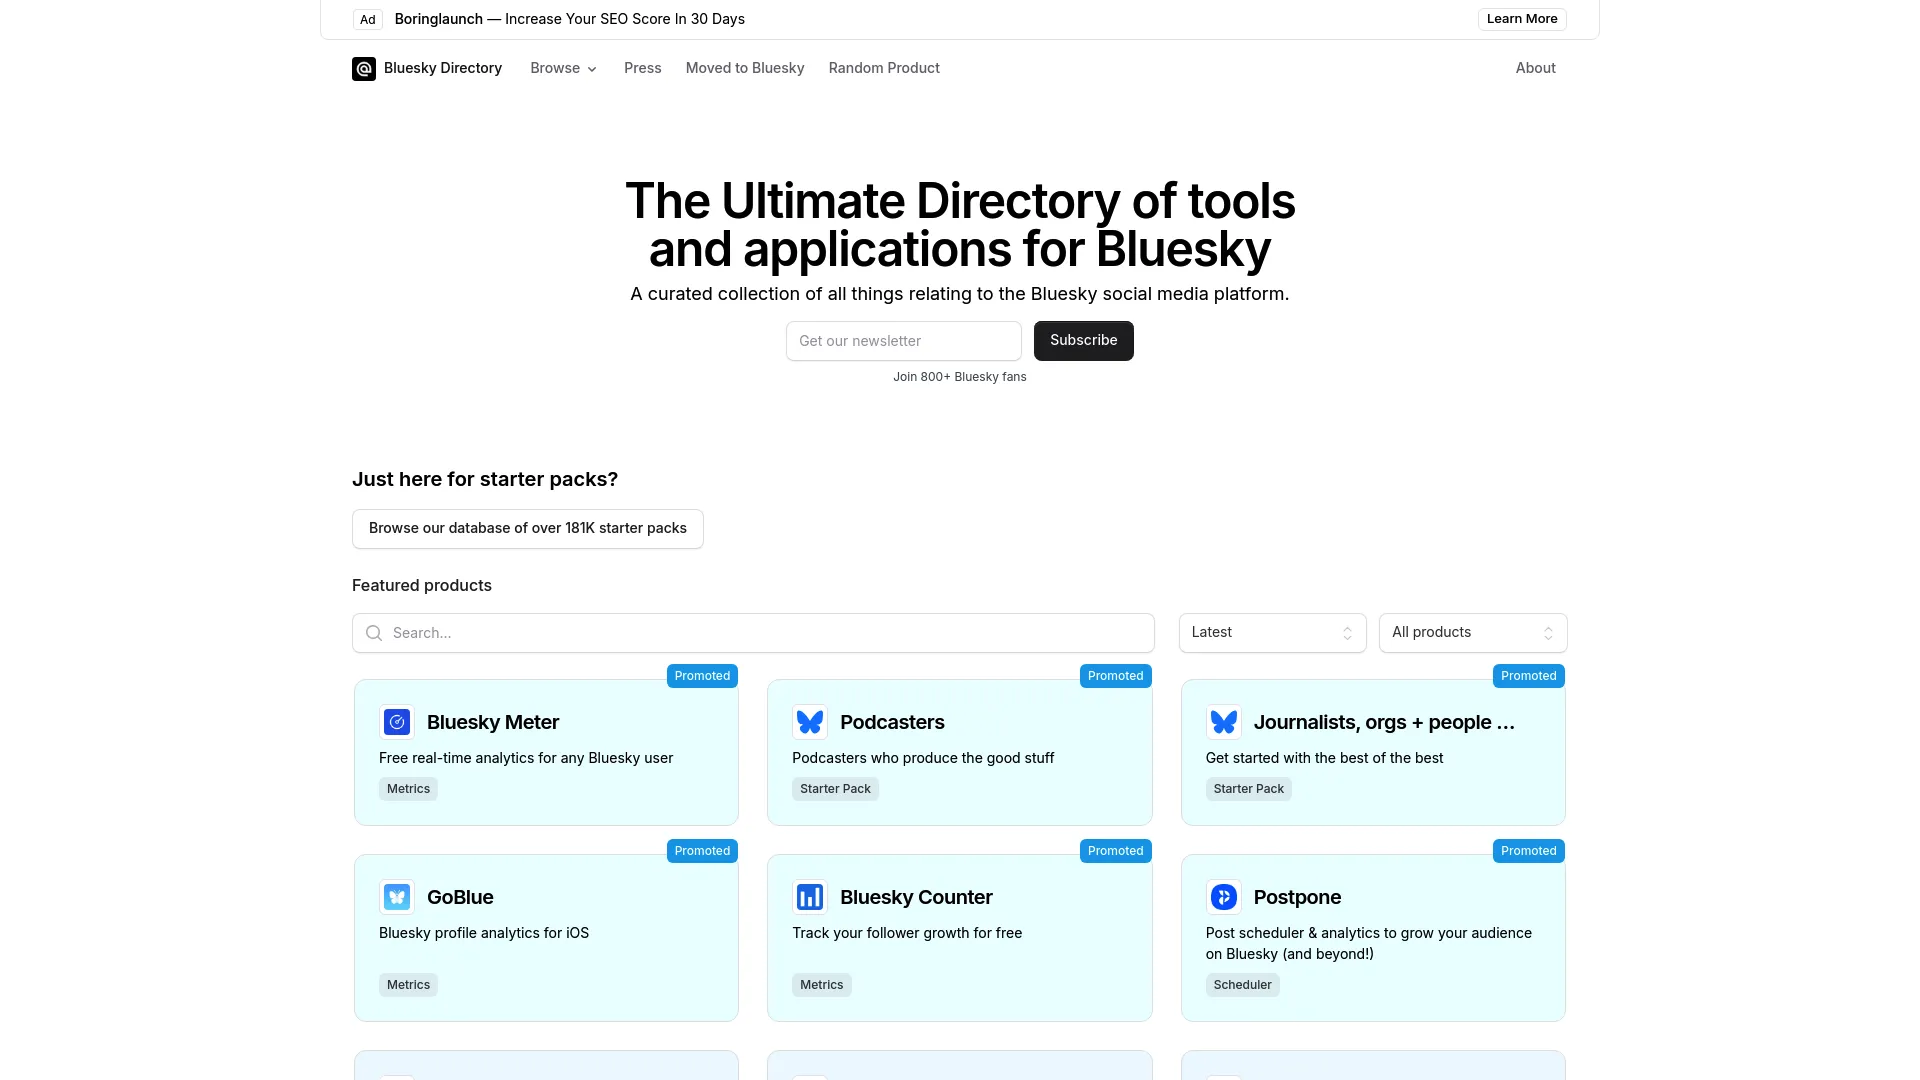 Ad
Boringlaunch — Increase Your SEO Score In 30 Days
Learn More
Bluesky Directory
Browse
Press
Moved to Bluesky
Random Product
About
The Ultimate Directory of tools
and applications for Bluesky
A curated collection of all things relating to the Bluesky social media platform.
Get our newsletter
Subscribe
Join 800+ Bluesky fans
Just here for starter packs?
Browse our database of over 181K starter packs
Featured products
Search...
Latest
All products
Promoted
Bluesky Meter
Free real-time analytics for any Bluesky user
Metrics
Promoted
Podcasters
Podcasters who produce the good stuff
Starter Pack
Promoted
Journalists, orgs + people ...
Get started with the best of the best
Starter Pack
Promoted
GoBlue
Bluesky profile analytics for iOS
Metrics
Promoted
Bluesky Counter
Track your follower growth for free
Metrics
Promoted
Postpone
Post scheduler & analytics to grow your audience
on Bluesky (and beyond!)
Scheduler